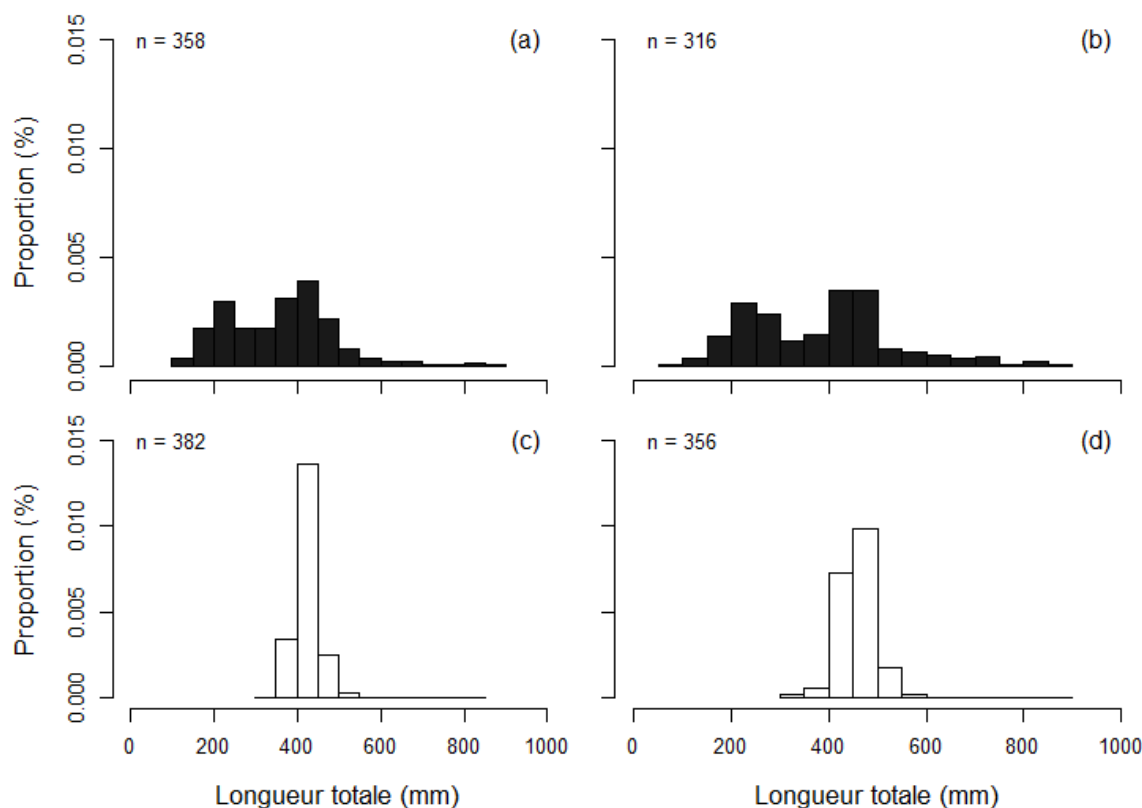 n = 358
(a)
n = 316
(b)
Proportion (%)
0.015
0.010
0.005
0.000
n = 382
(c)
n = 356
(d)
Proportion (%)
0.015
0.010
0.005
0.000
0 200 400 600 800 1000
0 200 400 600 800 1000
Longueur totale (mm)
Longueur totale (mm)